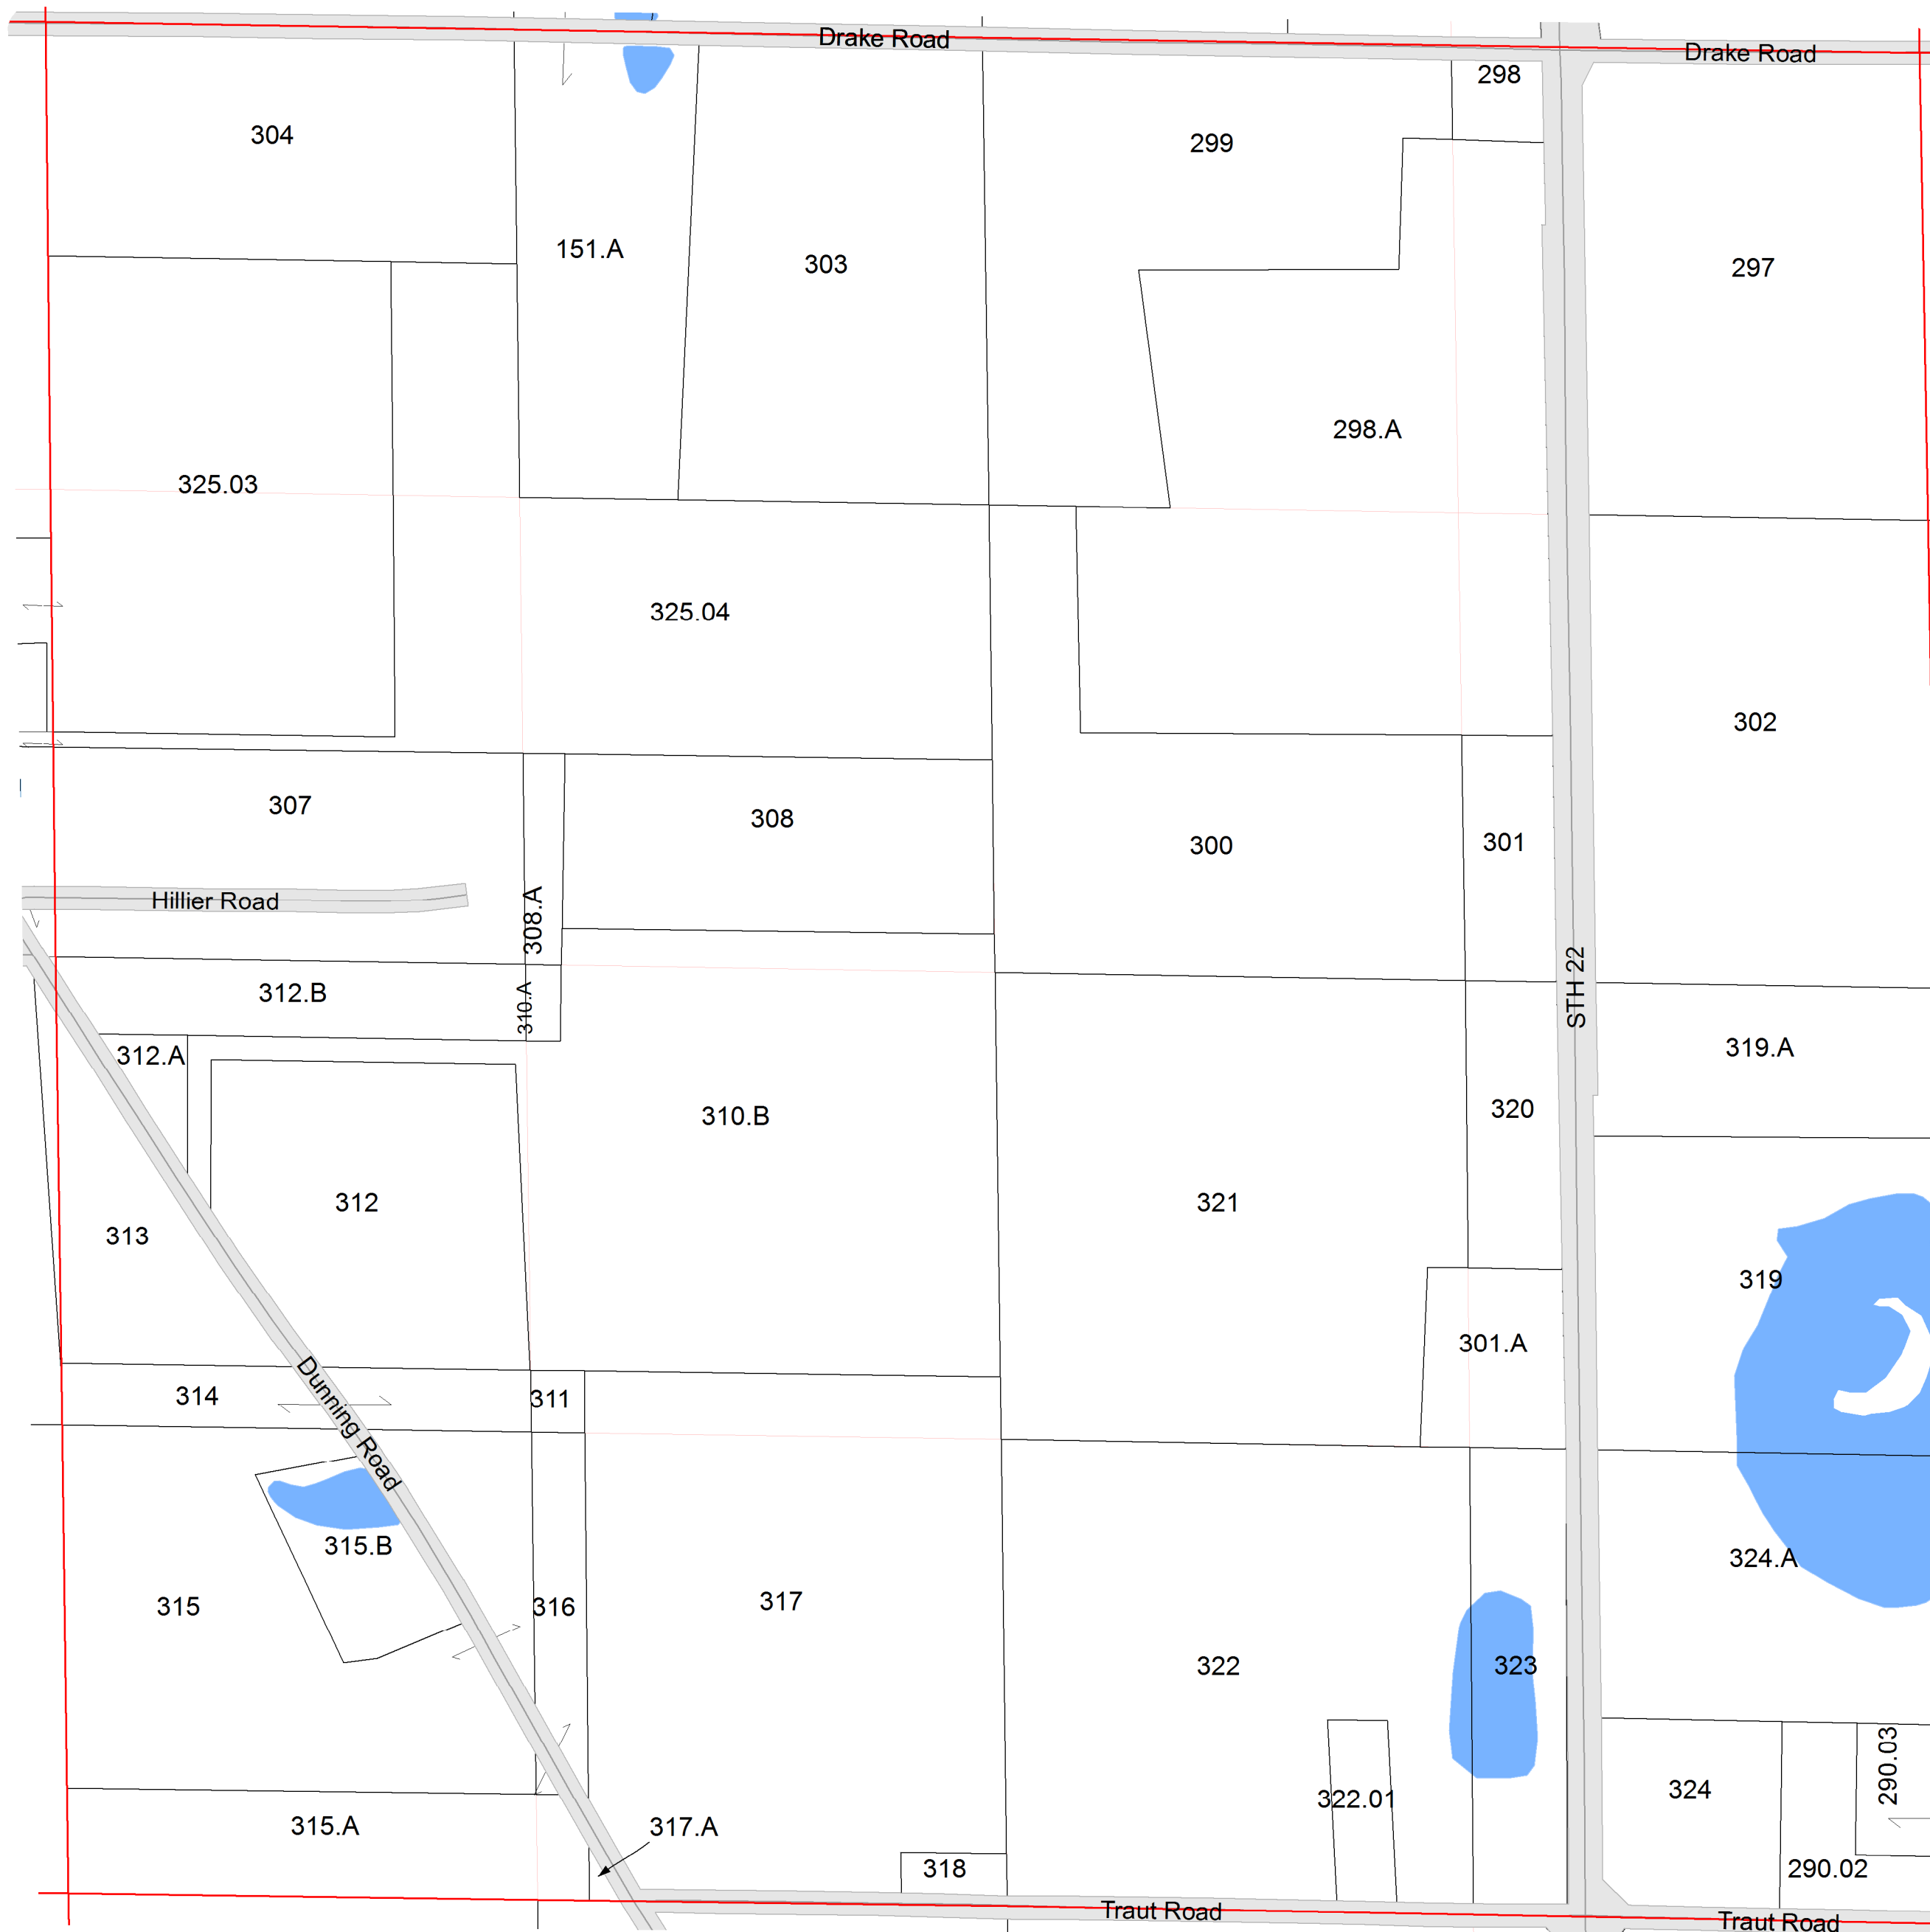 Drake Road
Drake Road
298
304
299
151.A
303
297
298.A
325.03
325.04
302
307
308
301
300
Hillier Road
308.A
STH 22
312.B
310.A
319.A
312.A
320
310.B
312
321
313
319
301.A
314
311
Dunning Road
315.B
324.A
317
315
316
322
323
290.03
324
322.01
315.A
317.A
318
290.02
Traut Road
Traut Road